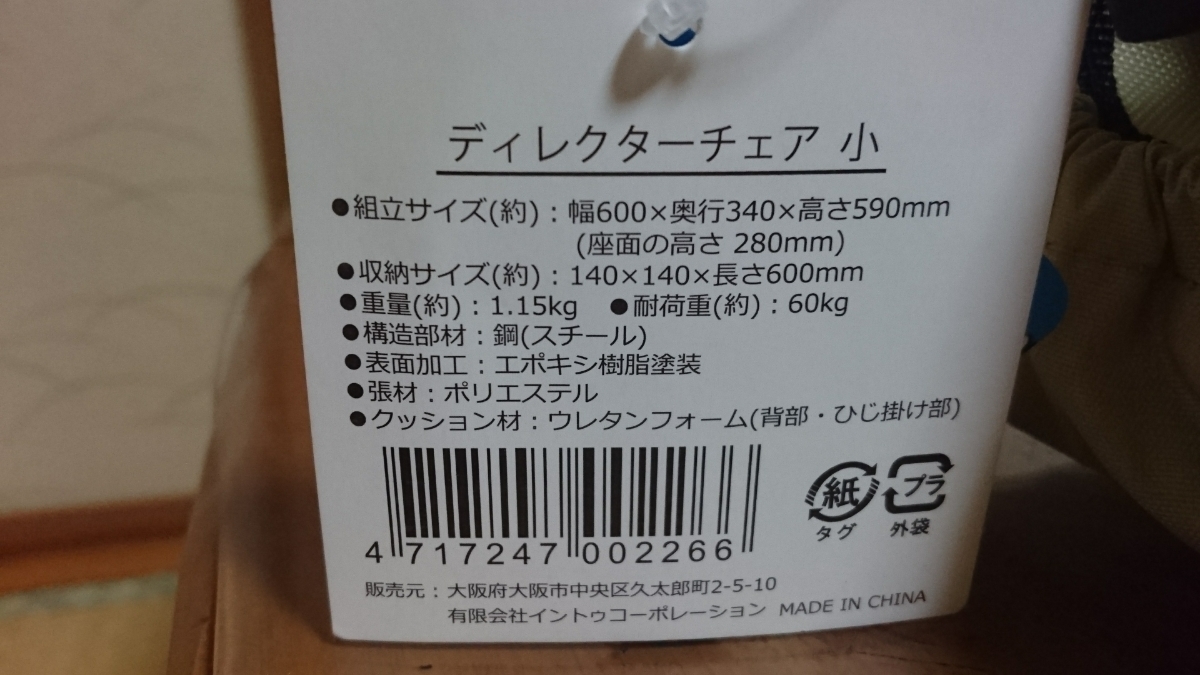 ディレクターチェア 小
●組立サイズ(約)：幅600×奥行340×高さ590mm
(座面の高さ 280mm)
●収納サイズ(約)：140×140×長さ600mm
●重量(約)：1.15kg ●耐荷重(約)：60kg
●構造部材：鋼(スチール)
●表面加工：エポキシ樹脂塗装
●張材：ポリエステル
●クッション材：ウレタンフォーム(背部・ひじ掛け部)
紙 プラ
タグ 外袋
4 717247 002266
販売元：大阪府大阪市中央区久太郎町2-5-10
有限会社イントゥコーポレーション MADE IN CHINA